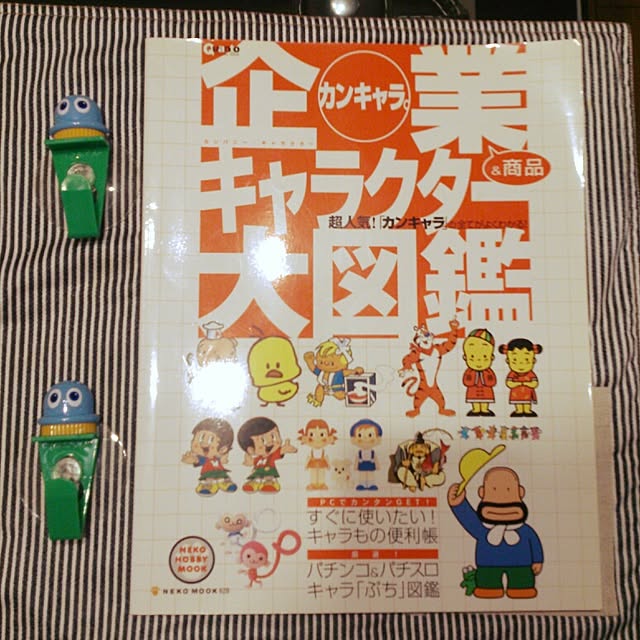 企業
カンキャラ。
キャラクター
&商品
超人気!「カンキャラ」の全てがよくわかる!
大図鑑
PCでカンタンGET!
すぐに使いたい!
キャラもの便利帳
厳選!
パチンコ&パチスロ
キャラ「ぷち」図鑑
NEKO
HOBBY
MOOK
NEKO MOOK 928